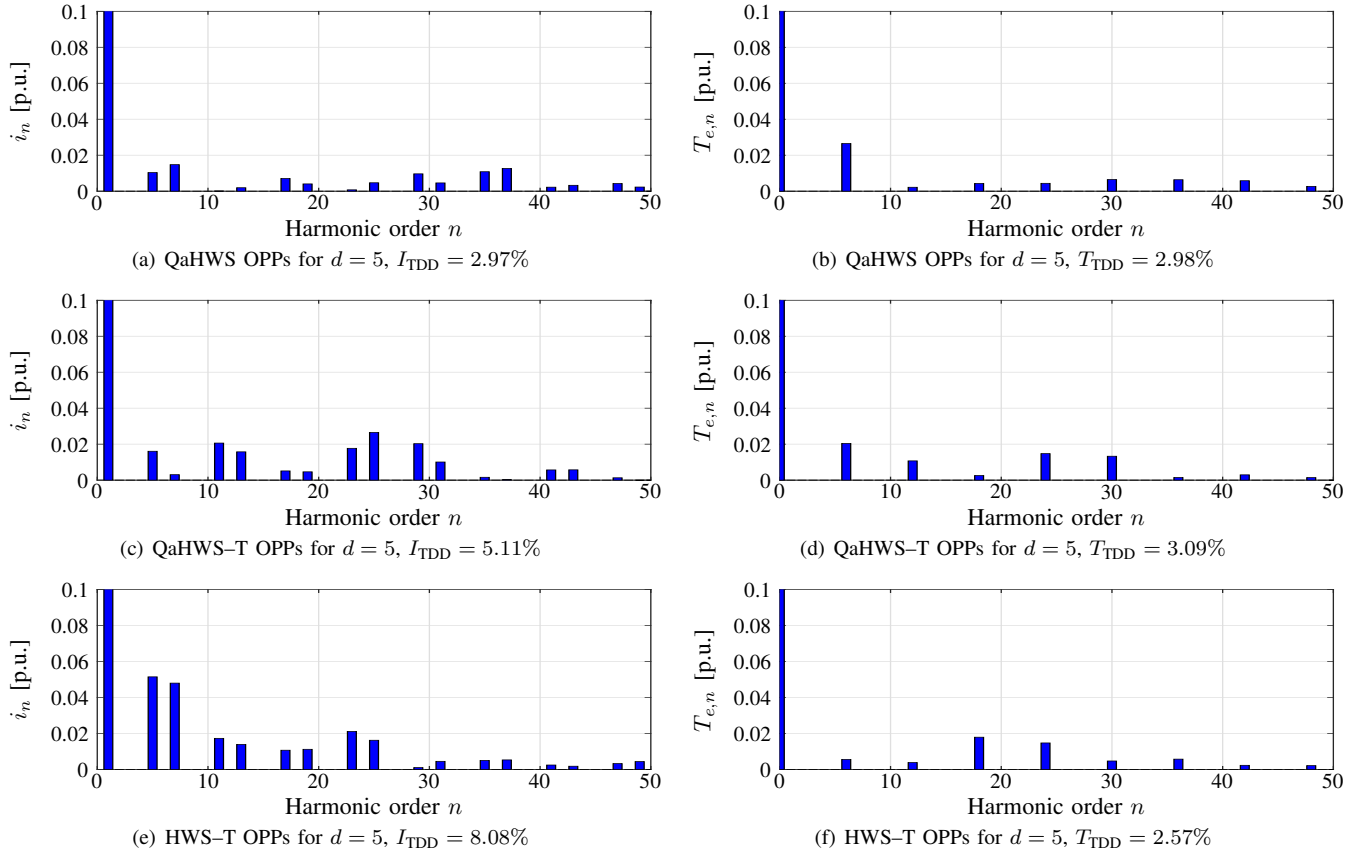 0.1
0.08
0.06
0.04
0.02
0
i_n [p.u.]
0 10 20 30 40 50
Harmonic order n
(a) QaHWS OPPs for d = 5, I_TDD = 2.97%
0.1
0.08
0.06
0.04
0.02
0
T_e,n [p.u.]
0 10 20 30 40 50
Harmonic order n
(b) QaHWS OPPs for d = 5, T_TDD = 2.98%
0.1
0.08
0.06
0.04
0.02
0
i_n [p.u.]
0 10 20 30 40 50
Harmonic order n
(c) QaHWS–T OPPs for d = 5, I_TDD = 5.11%
0.1
0.08
0.06
0.04
0.02
0
T_e,n [p.u.]
0 10 20 30 40 50
Harmonic order n
(d) QaHWS–T OPPs for d = 5, T_TDD = 3.09%
0.1
0.08
0.06
0.04
0.02
0
i_n [p.u.]
0 10 20 30 40 50
Harmonic order n
(e) HWS–T OPPs for d = 5, I_TDD = 8.08%
0.1
0.08
0.06
0.04
0.02
0
T_e,n [p.u.]
0 10 20 30 40 50
Harmonic order n
(f) HWS–T OPPs for d = 5, T_TDD = 2.57%